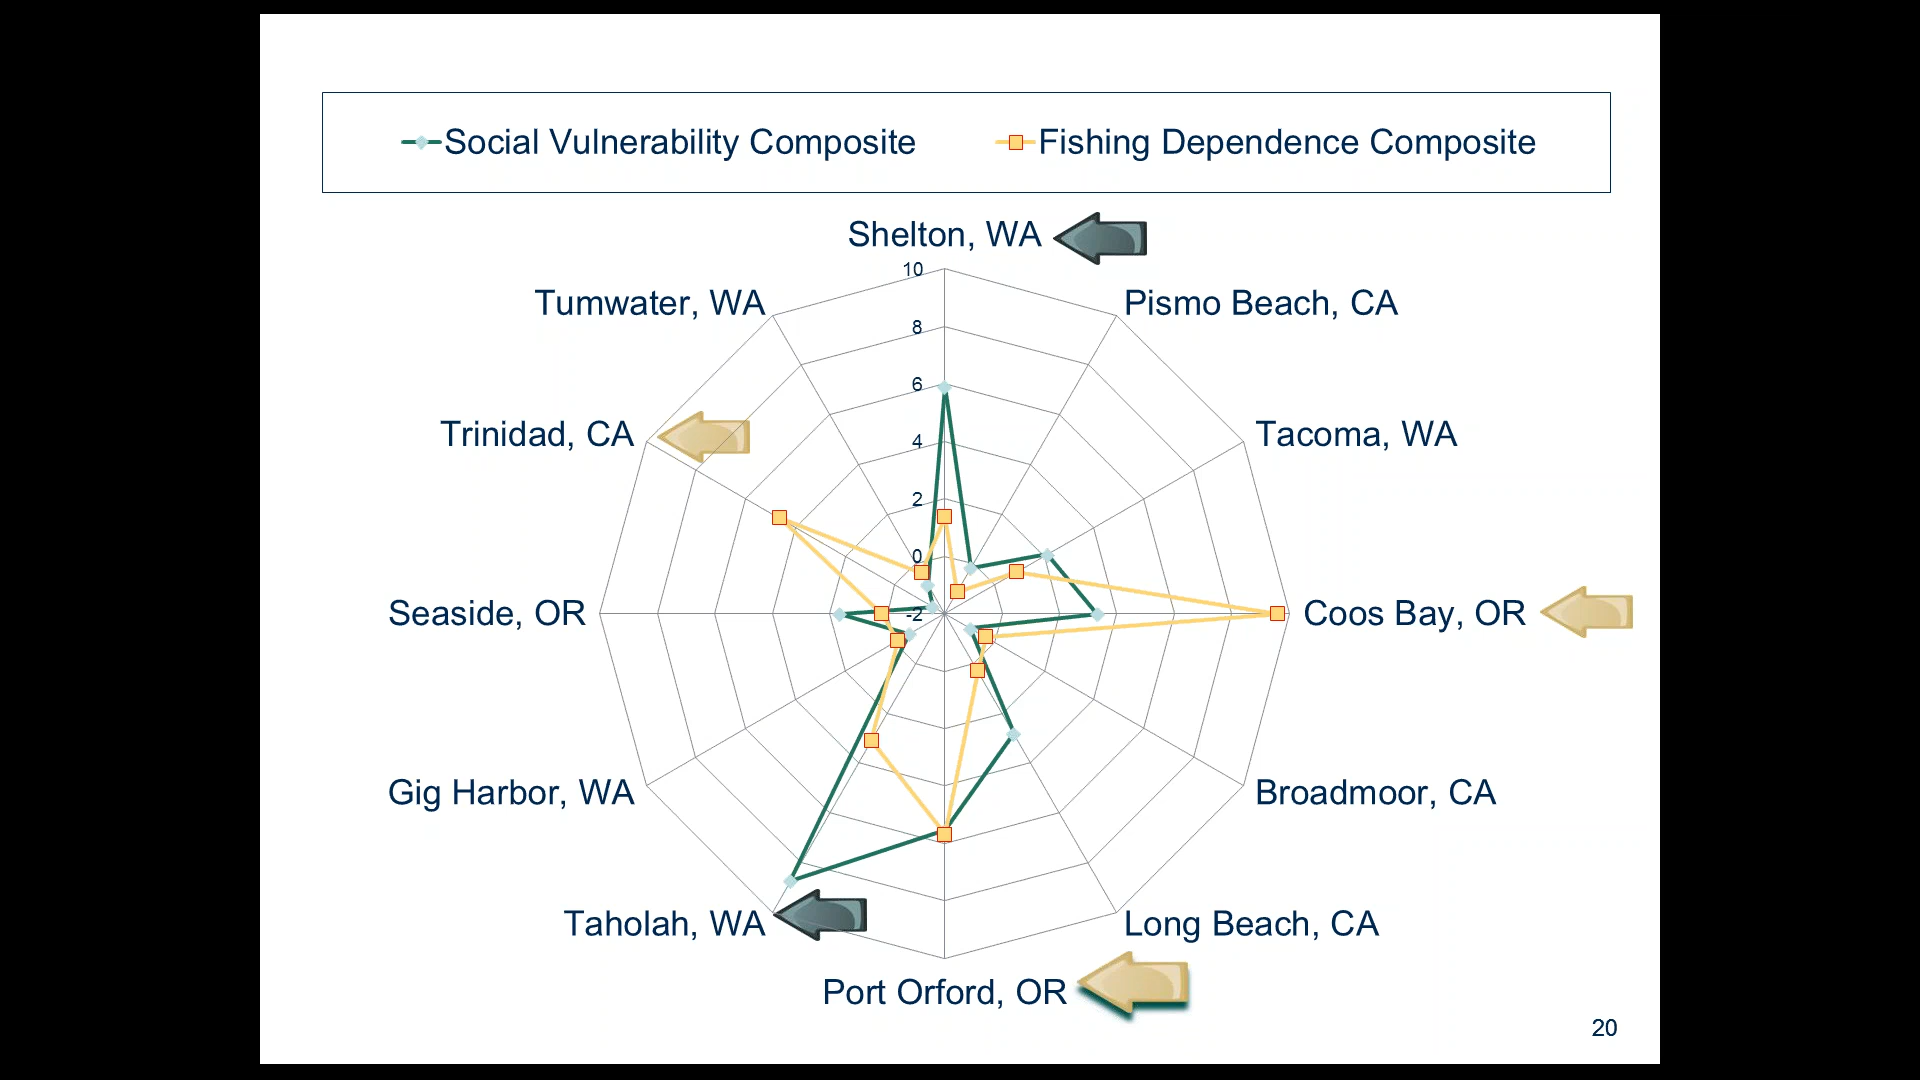 Social Vulnerability Composite Fishing Dependence Composite
Shelton, WA
10
Tumwater, WA Pismo Beach, CA
8
6
Trinidad, CA 4 Tacoma, WA
2
0
Seaside, OR -2 Coos Bay, OR
Gig Harbor, WA Broadmoor, CA
Taholah, WA Long Beach, CA
Port Orford, OR
20